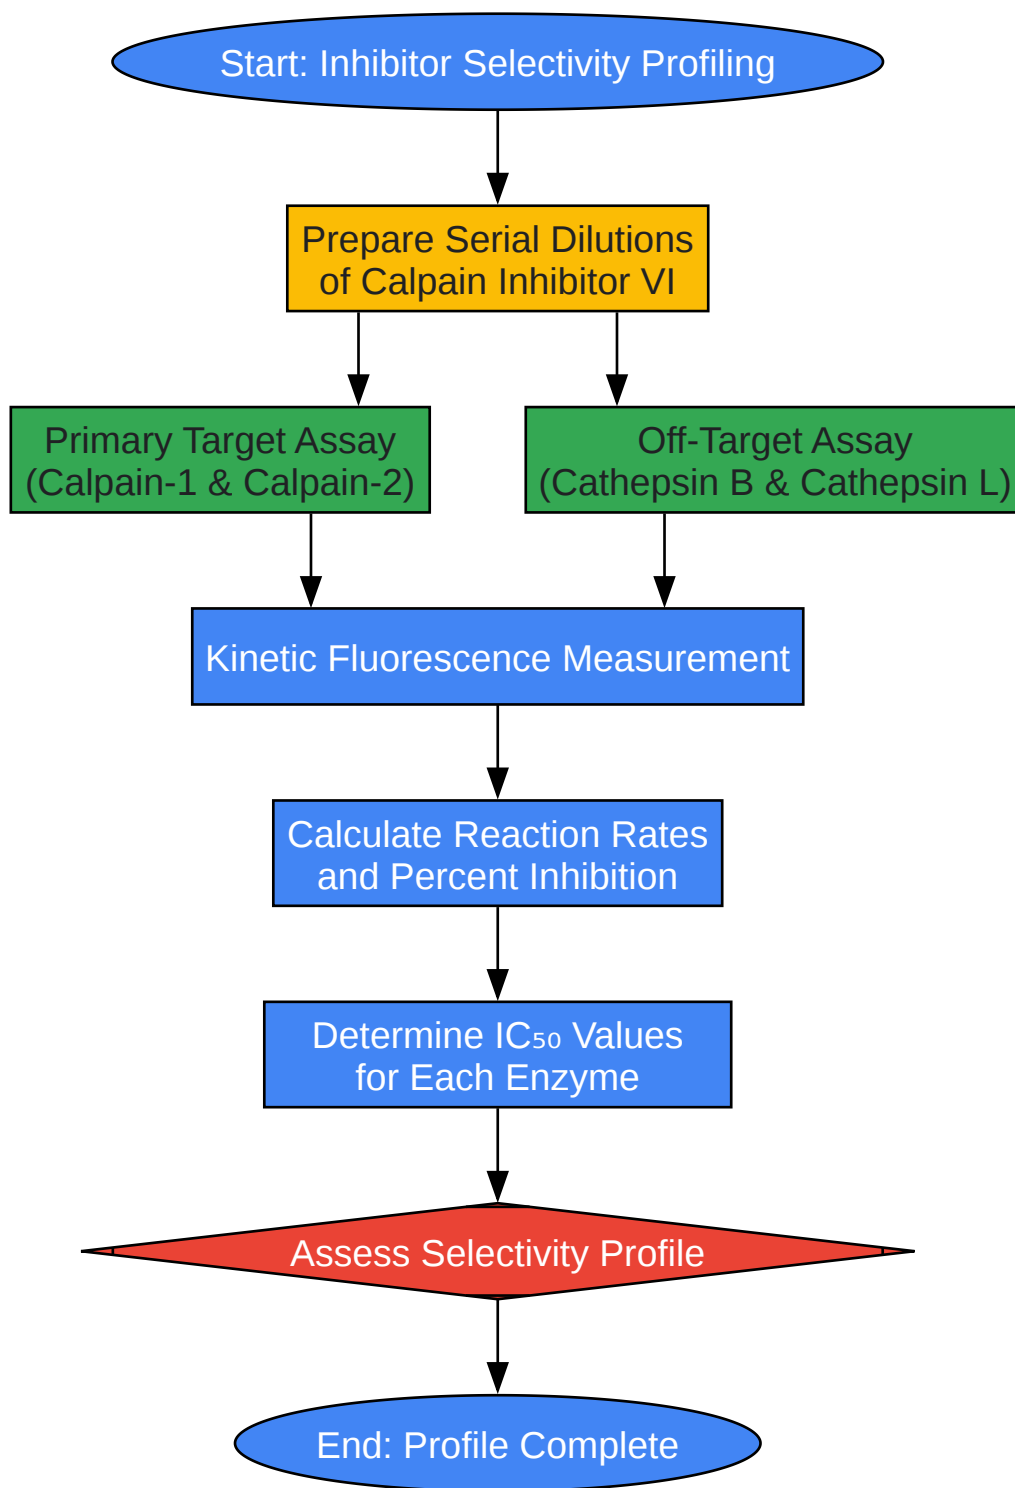 Start: Inhibitor Selectivity Profiling
Prepare Serial Dilutions
of Calpain Inhibitor VI
Primary Target Assay
(Calpain-1 & Calpain-2)
Off-Target Assay
(Cathepsin B & Cathepsin L)
Kinetic Fluorescence Measurement
Calculate Reaction Rates
and Percent Inhibition
Determine IC₅₀ Values
for Each Enzyme
Assess Selectivity Profile
End: Profile Complete